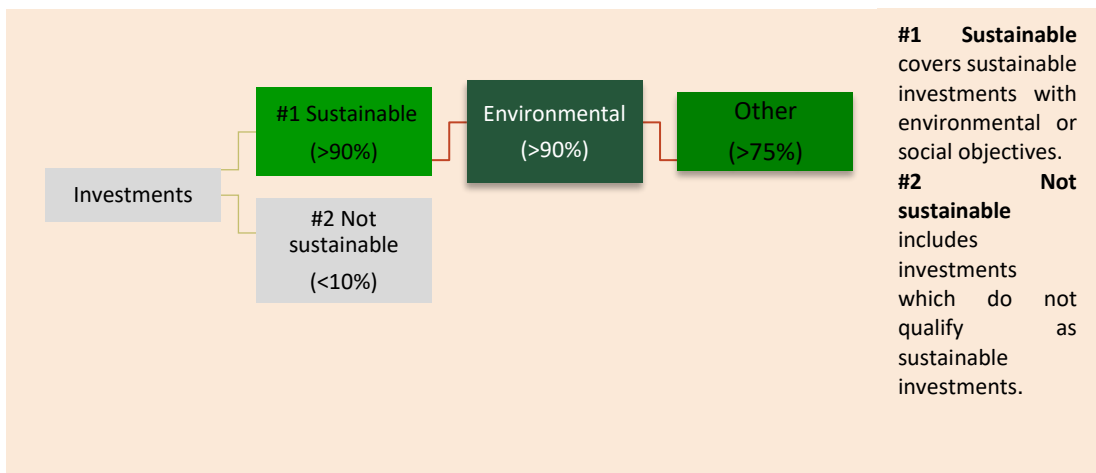 Investments
#1 Sustainable
(>90%)
#2 Not
sustainable
(<10%)
Environmental
(>90%)
Other
(>75%)
#1 Sustainable
covers sustainable
investments with
environmental or
social objectives.
#2 Not
sustainable
includes
investments
which do not
qualify as
sustainable
investments.